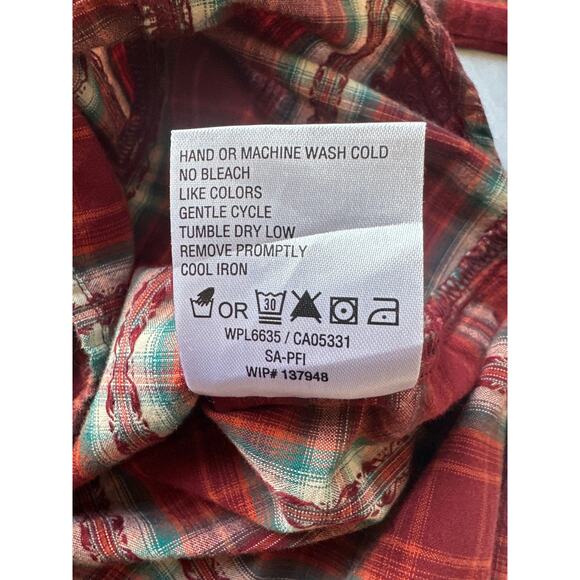 HAND OR MACHINE WASH COLD
NO BLEACH
LIKE COLORS
GENTLE CYCLE
TUMBLE DRY LOW
REMOVE PROMPTLY
COOL IRON
OR 30
WPL6635 / CA05331
SA-PFI
WIP# 137948